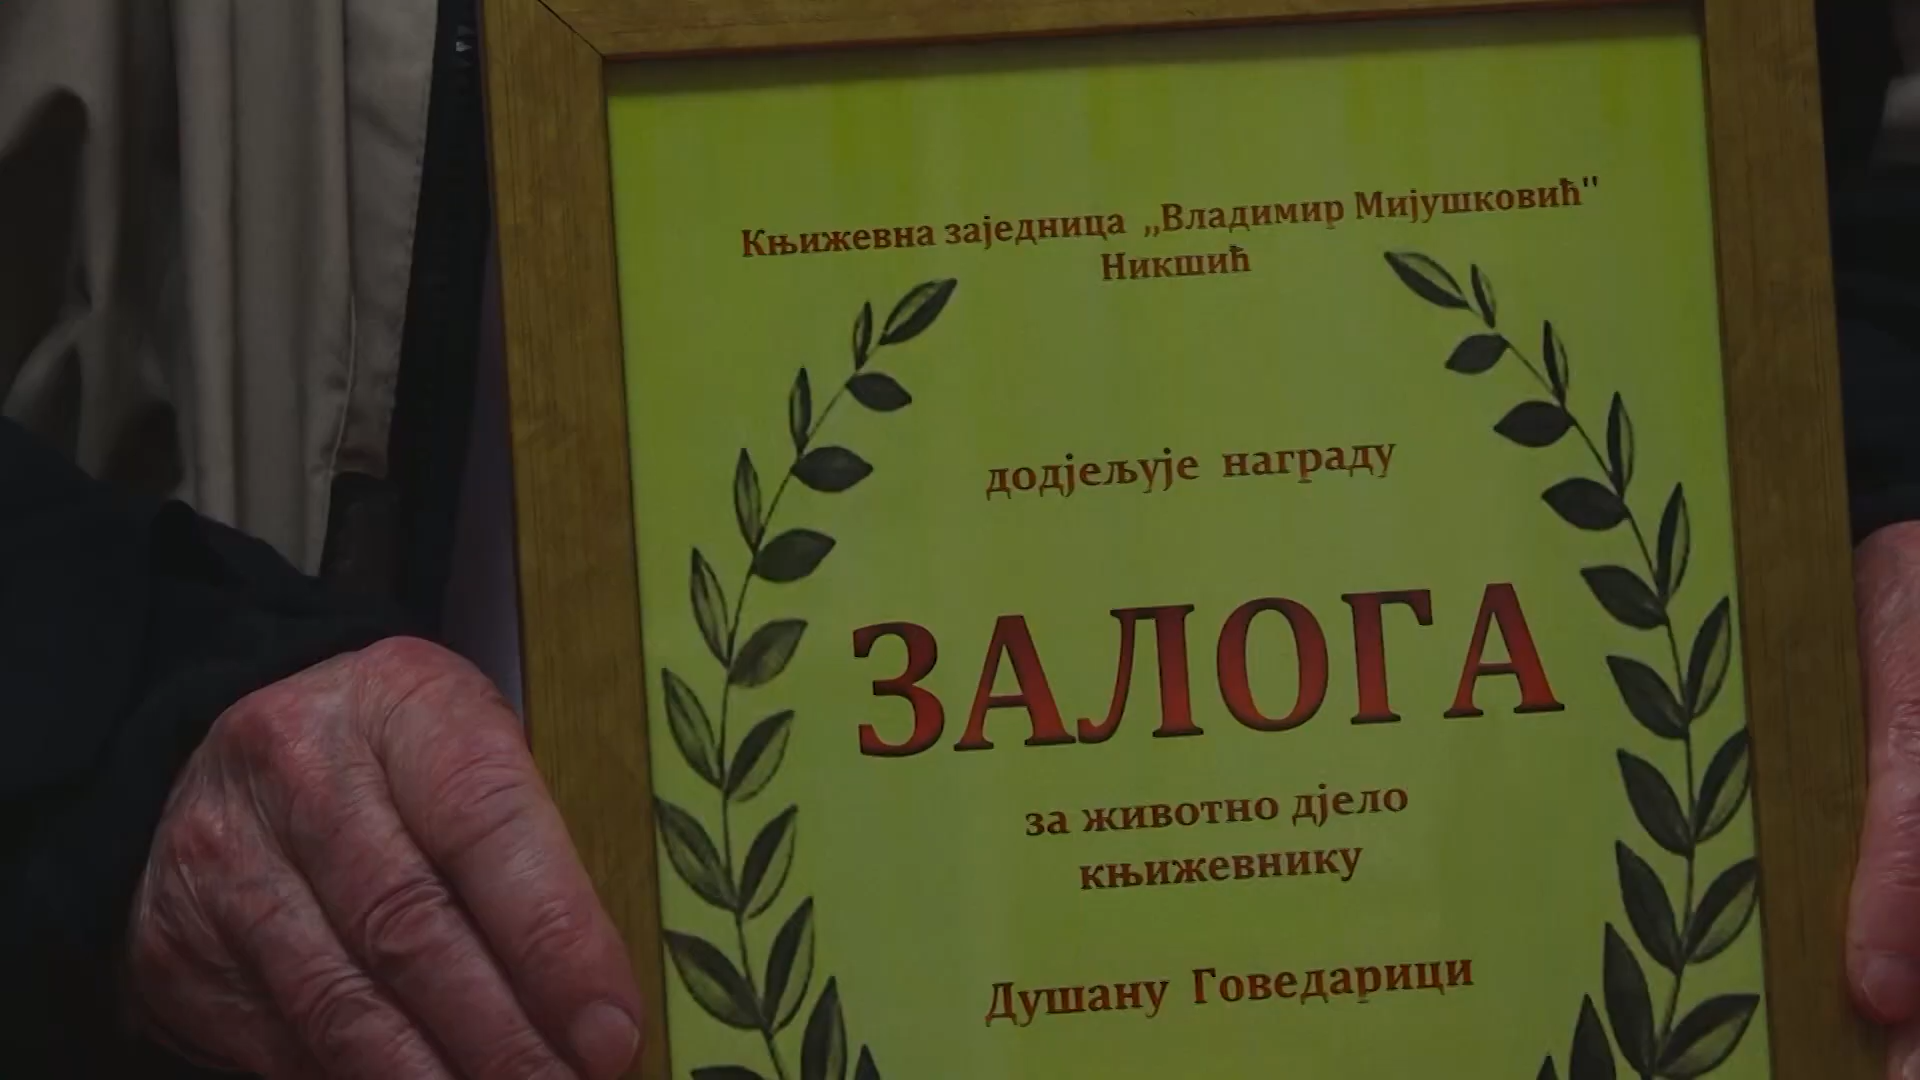 Књижевна заједница ,,Владимир Мијушковић"
Никшић
додјељује награду
ЗАЛОГА
за животно дјело
књижевнику
Душану Говедарици